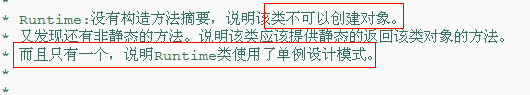 *
* Runtime:没有构造方法摘要，说明该类不可以创建对象。
* 又发现还有非静态的方法。说明该类应该提供静态的返回该类对象的方法。
* 而且只有一个，说明Runtime类使用了单例设计模式。
*
*